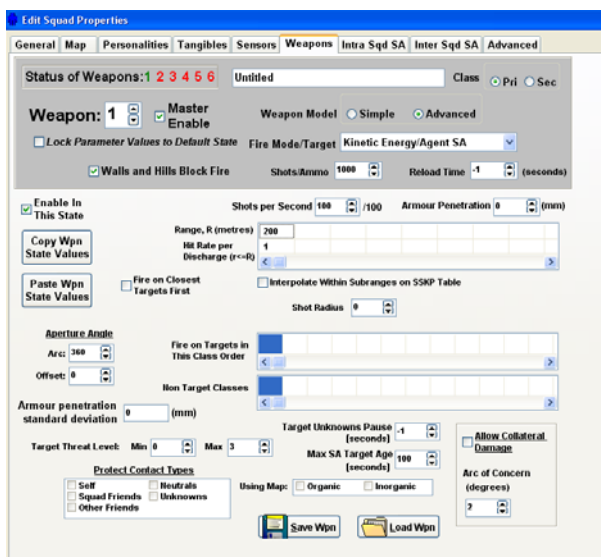 Edit Squad Properties
General Map Personalities Tangibles Sensors Weapons Intra Sqd SA Inter Sqd SA Advanced
Status of Weapons: 1 2 3 4 5 6 Untitled Class Pri Sec
Weapon: 1 Master Enable Weapon Model Simple Advanced
Lock Parameter Values to Default State Fire Mode/Target Kinetic Energy/Agent SA
Walls and Hills Block Fire Shots/Ammo 1000 Reload Time -1 (seconds)
Enable In This State Shots per Second 100 /100 Armour Penetration 0 (mm)
Copy Wpn State Values Range, R (metres) 200
Hit Rate per Discharge (r<=R) 1
Paste Wpn State Values Fire on Closest Targets First Interpolate Within Subranges on SSKP Table
Shot Radius 0
Aperture Angle
Arc: 360 Fire on Targets in This Class Order
Offset: 0 Non Target Classes
Armour penetration standard deviation 0 (mm)
Target Unknowns Pause [seconds] -1
Target Threat Level: Min 0 Max 3 Max SA Target Age [seconds] 100
Allow Collateral Damage
Arc of Concern (degrees)
2
Protect Contact Types
Self Neutrals
Squad Friends Unknowns
Other Friends
Using Map: Organic Inorganic
Save Wpn Load Wpn